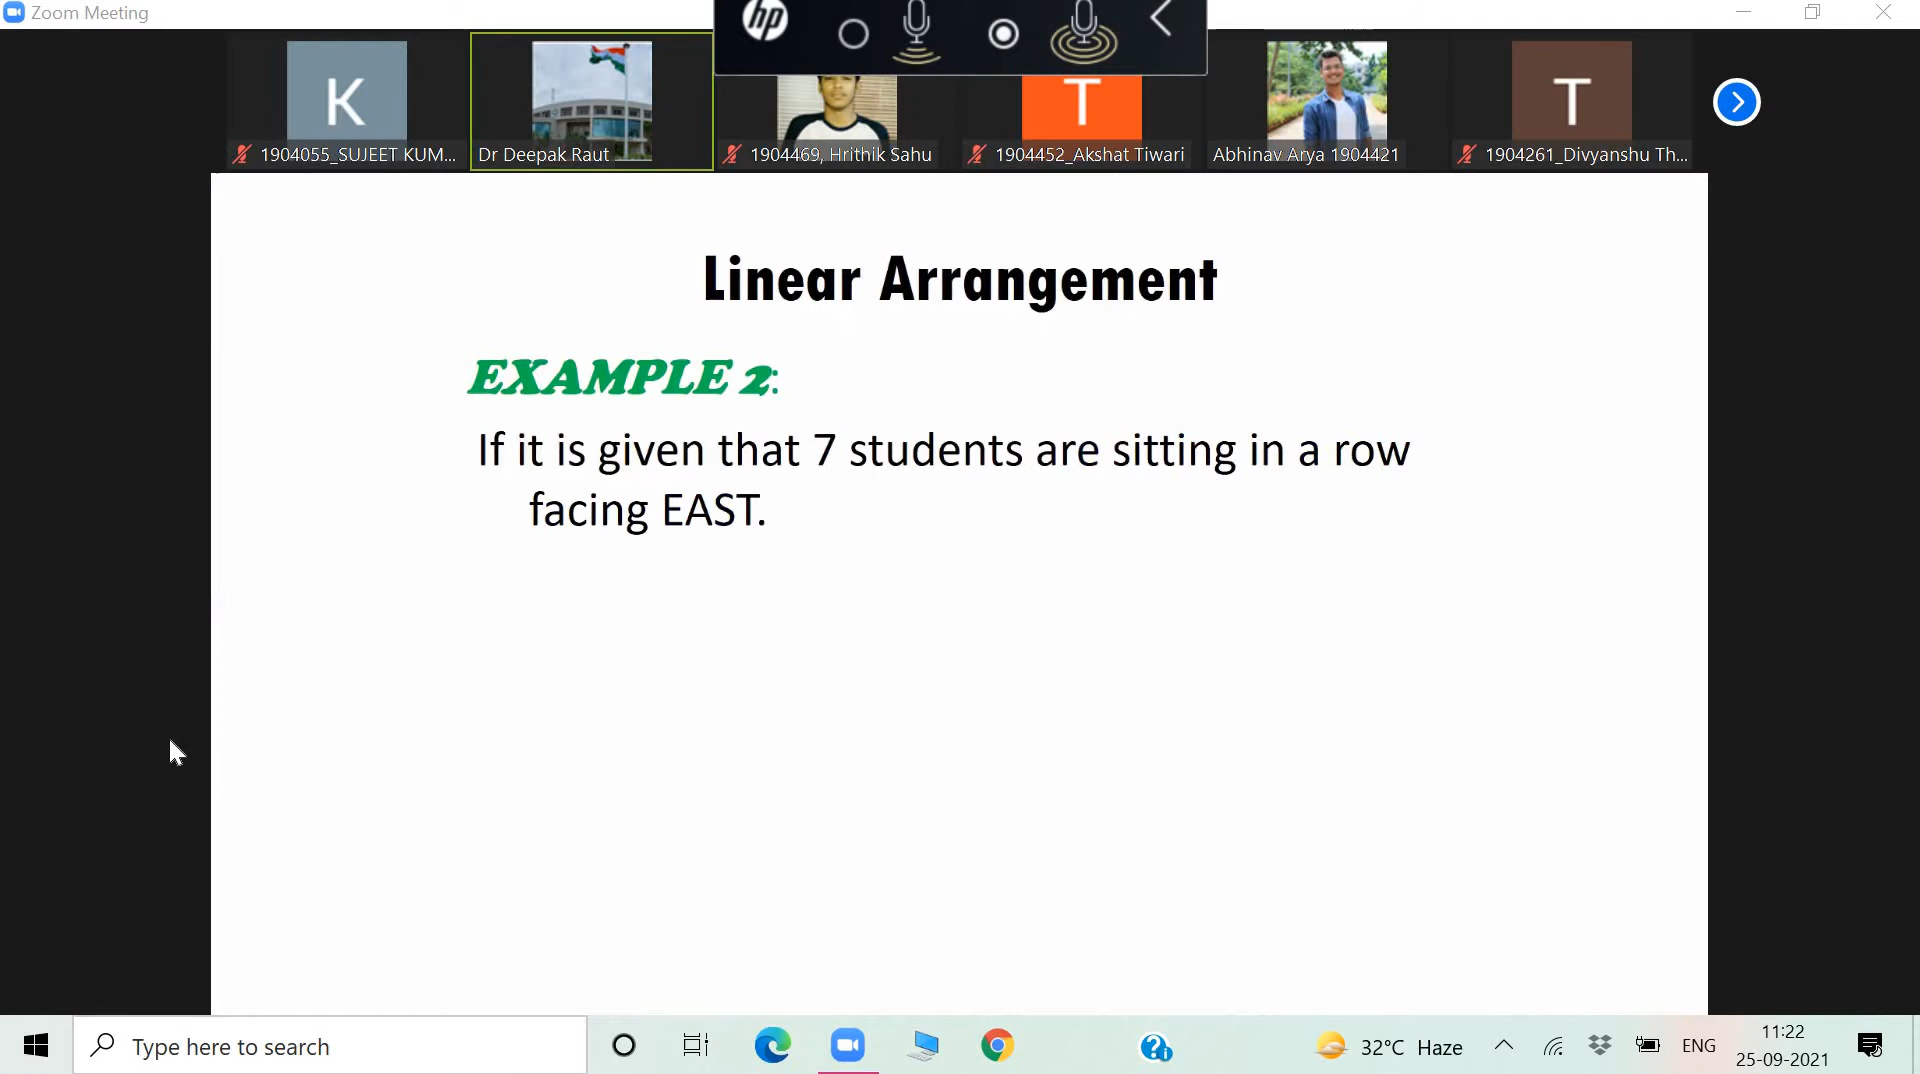 Zoom Meeting
hp
K
T
T
1904055_SUJEET KUM...
Dr Deepak Raut
1904469, Hrithik Sahu
1904452_Akshat Tiwari
Abhinav Arya 1904421
1904261_Divyanshu Th...
Linear Arrangement
EXAMPLE 2:
If it is given that 7 students are sitting in a row
facing EAST.
Type here to search
32°C Haze
ENG
11:22
25-09-2021